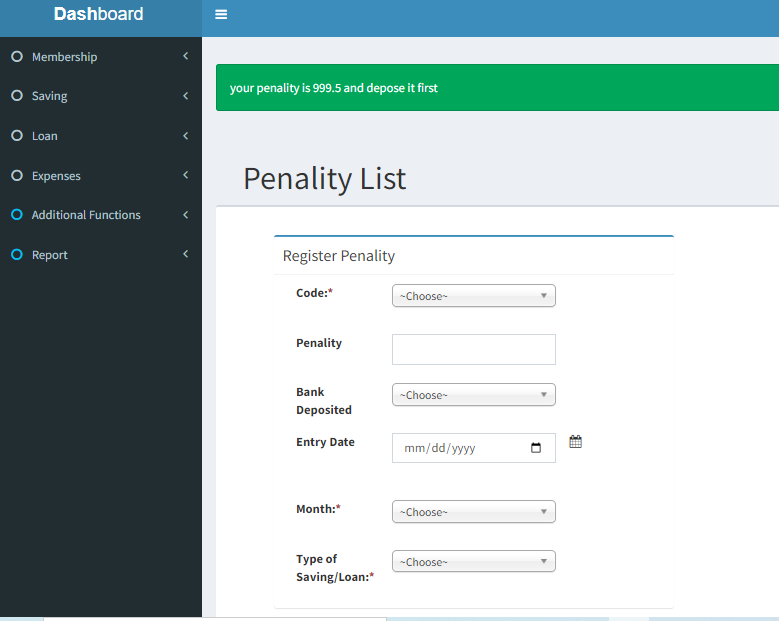 Dashboard
Membership
Saving
Loan
Expenses
Additional Functions
Report
your penality is 999.5 and depose it first
Penality List
Register Penality
Code:*
~Choose~
Penality
Bank
Deposited
~Choose~
Entry Date
mm/dd/yyyy
Month:*
~Choose~
Type of
Saving/Loan:*
~Choose~